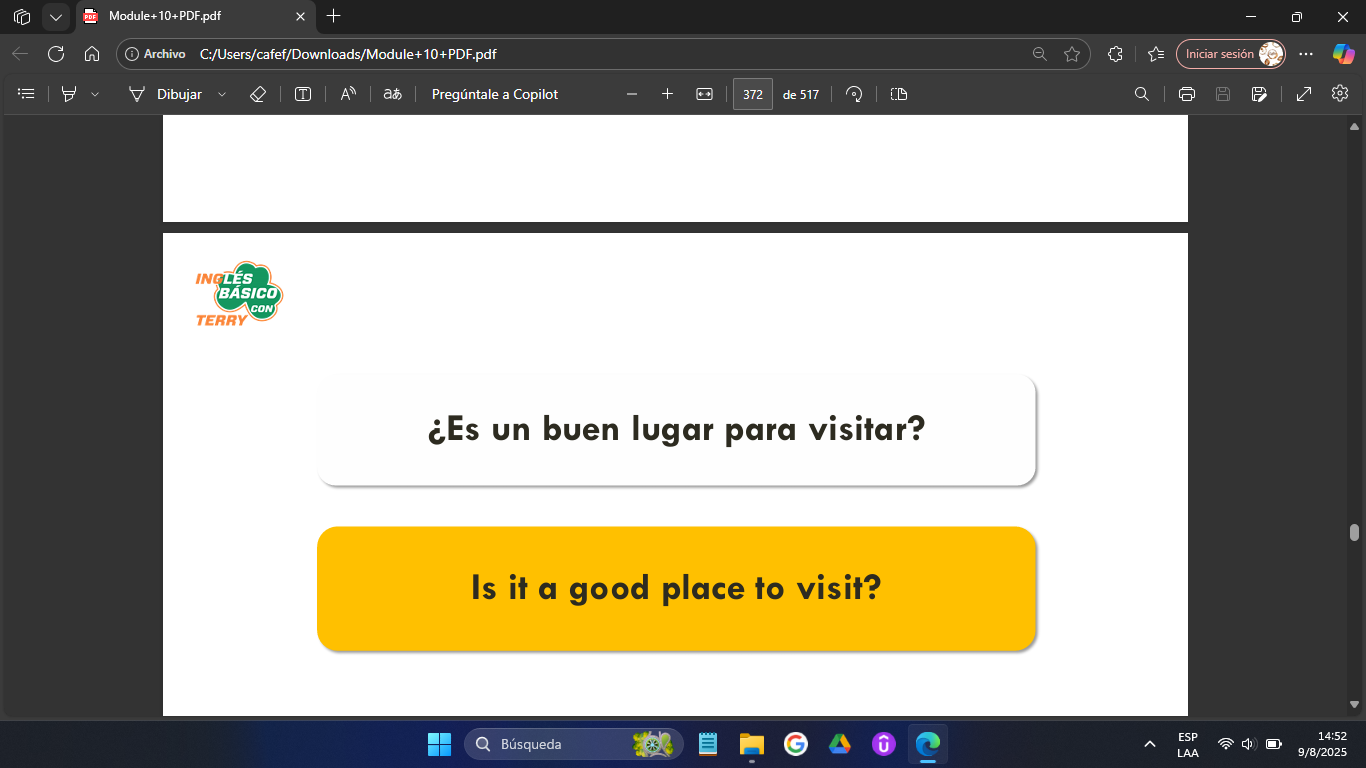 Module+10+PDF.pdf
Archivo C:/Users/cafef/Downloads/Module+10+PDF.pdf
Iniciar sesión
Dibujar
aあ
Pregúntale a Copilot
372 de 517
INGLÉS
BÁSICO
CON
TERRY
¿Es un buen lugar para visitar?
Is it a good place to visit?
Búsqueda
ESP
LAA
14:52
9/8/2025